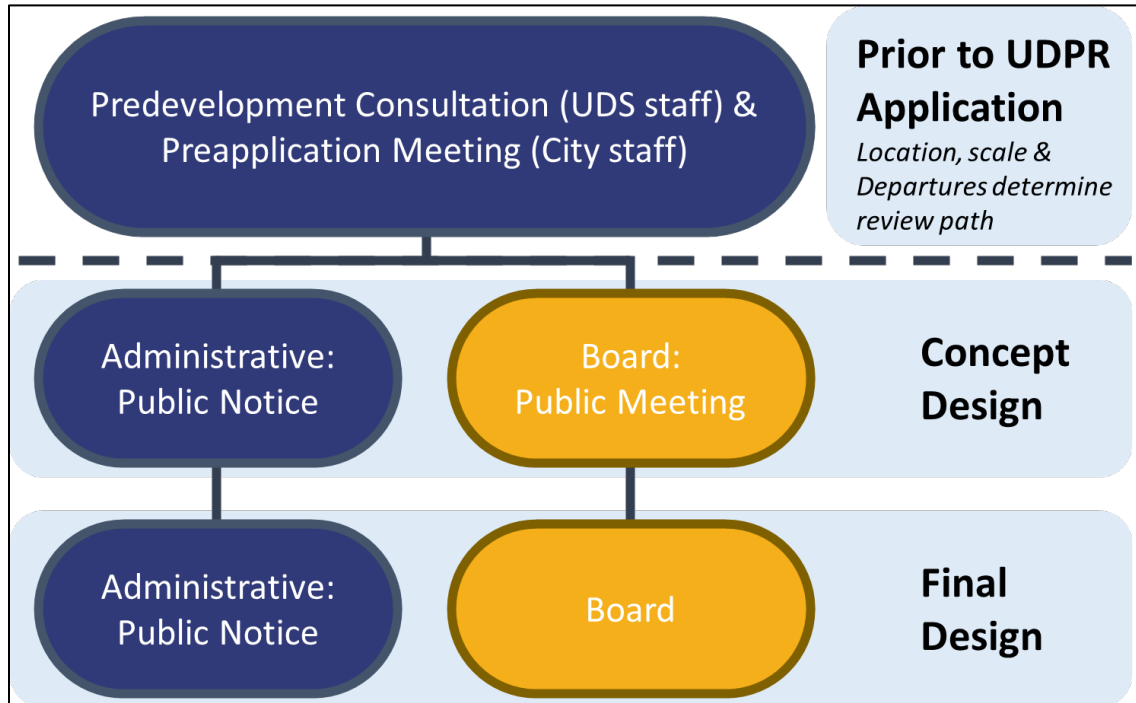 Predevelopment Consultation (UDS staff) &
Preapplication Meeting (City staff)
Prior to UDPR
Application
Location, scale &
Departures determine
review path
Administrative:
Public Notice
Board:
Public Meeting
Concept
Design
Administrative:
Public Notice
Board
Final
Design